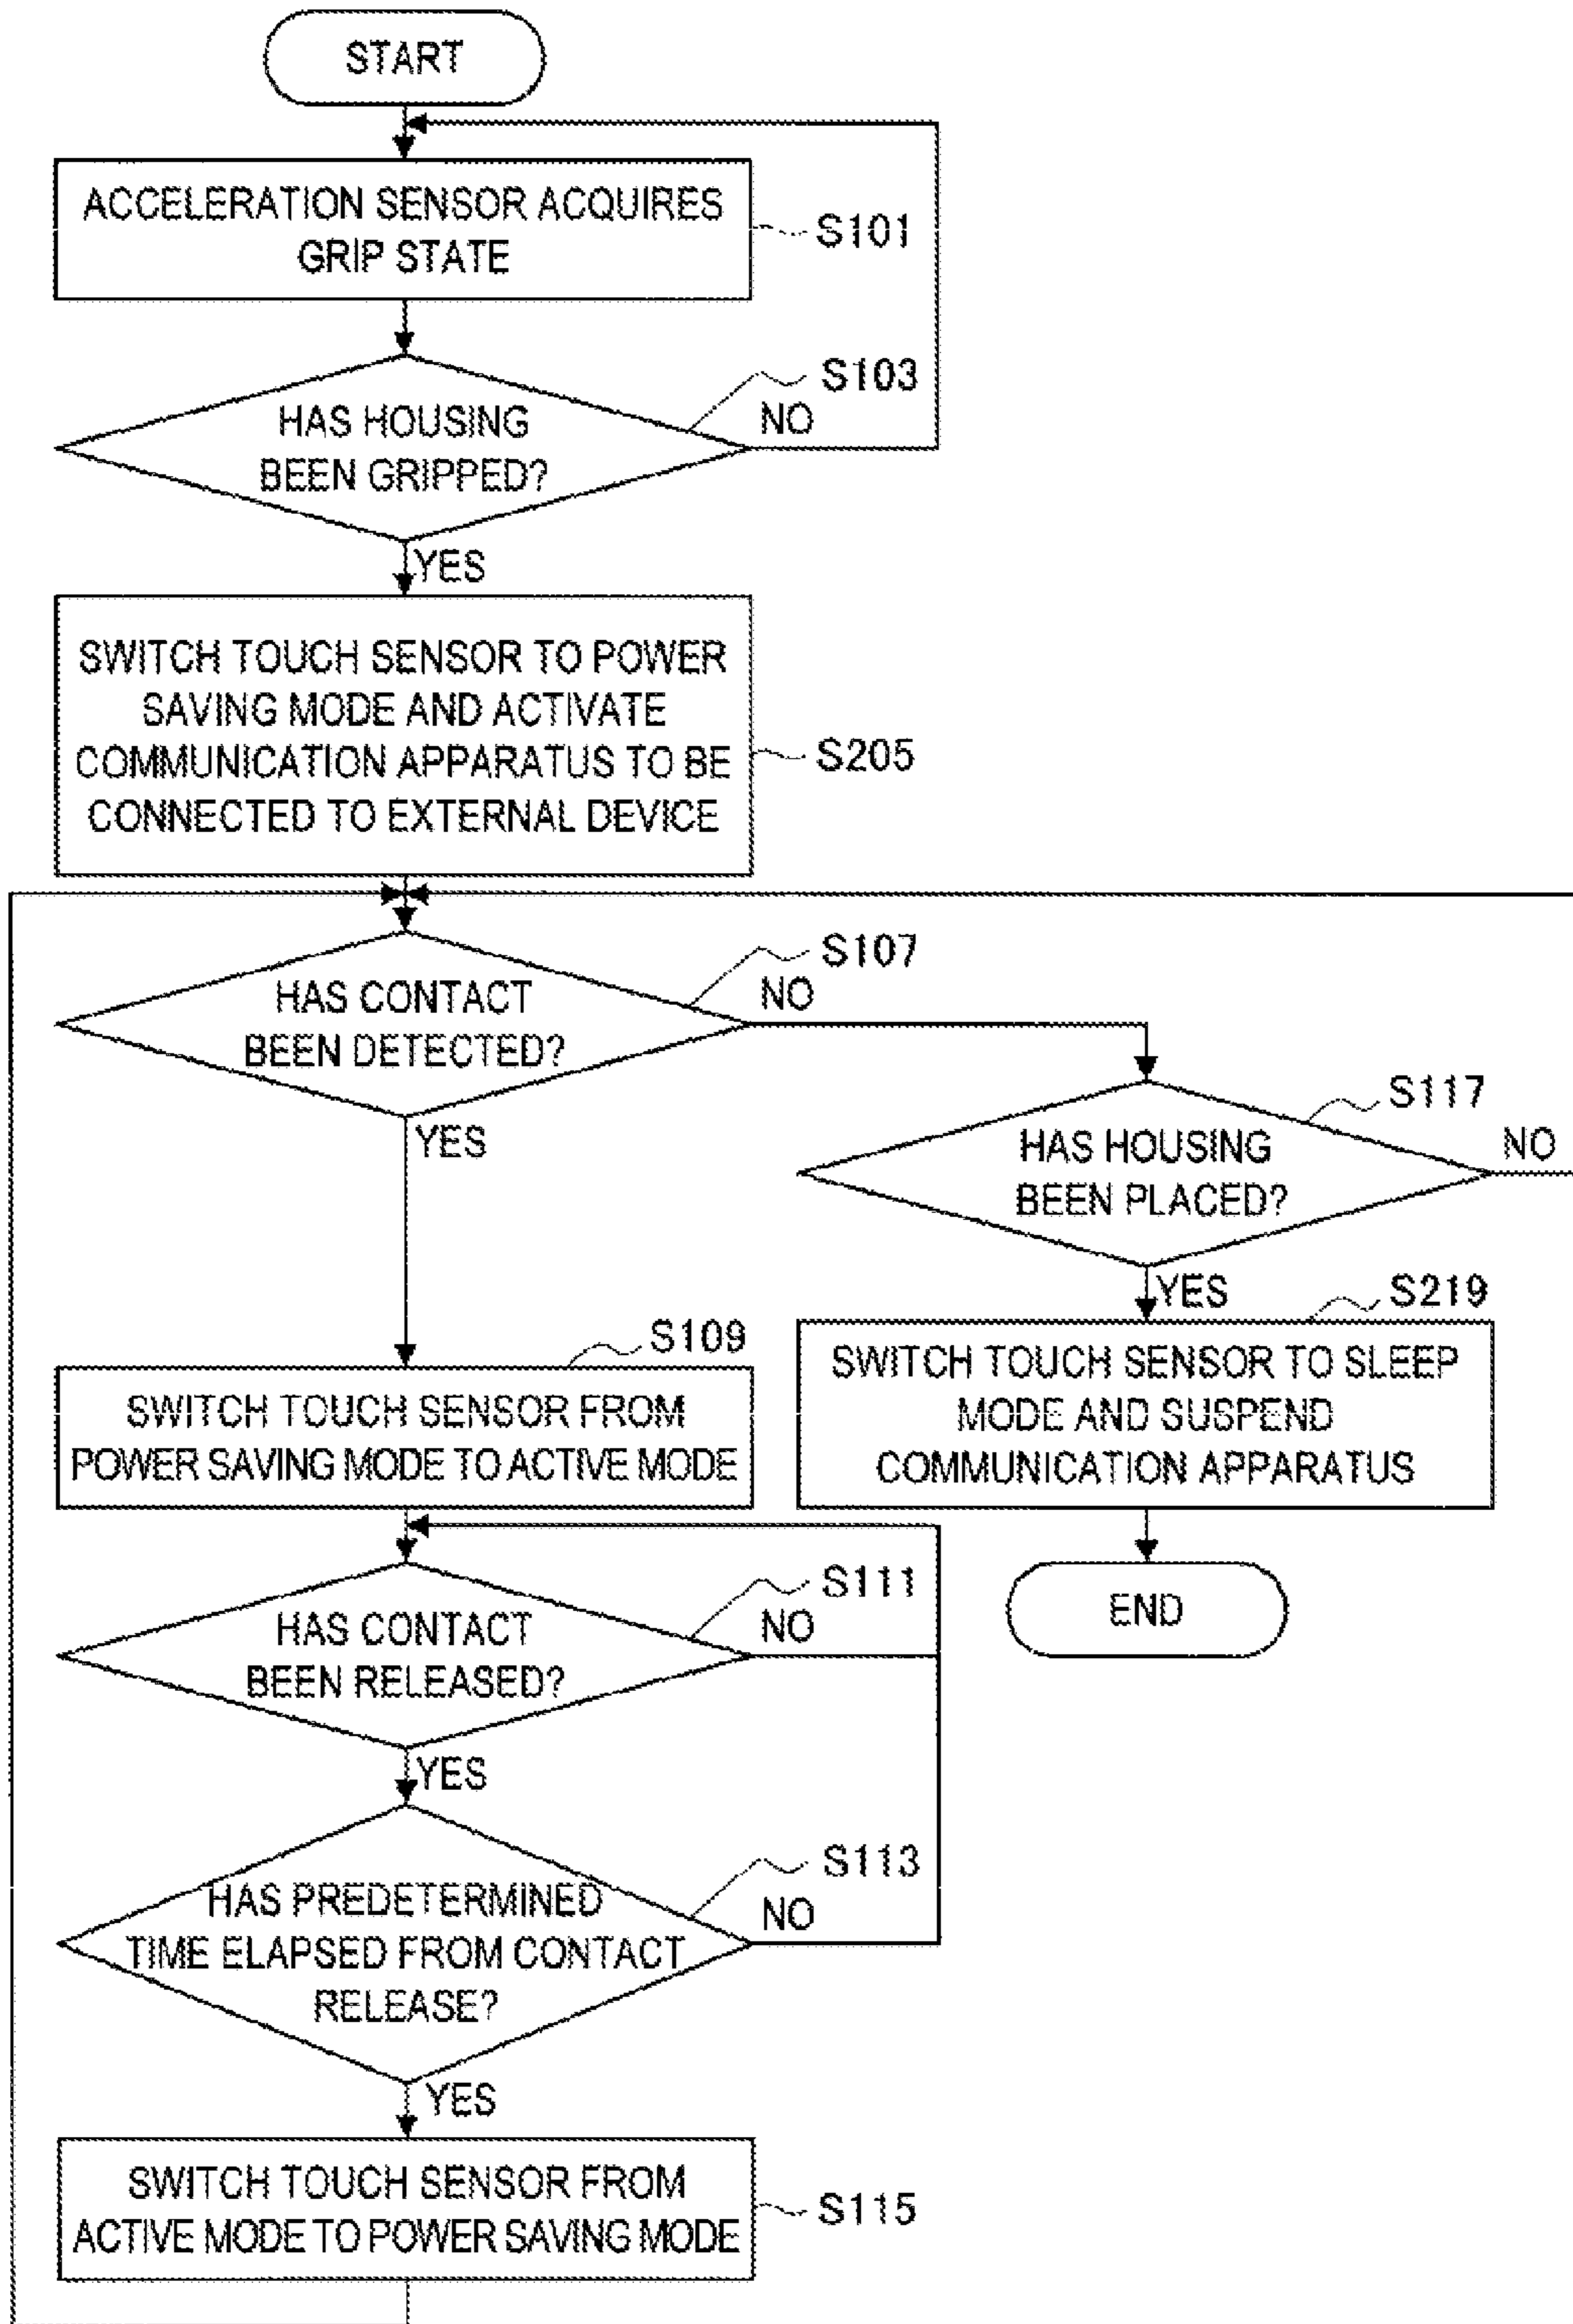 START
ACCELERATION SENSOR ACQUIRES
GRIP STATE
S101
S103
HAS HOUSING
BEEN GRIPPED?
NO
YES
SWITCH TOUCH SENSOR TO POWER
SAVING MODE AND ACTIVATE
COMMUNICATION APPARATUS TO BE
CONNECTED TO EXTERNAL DEVICE
S205
S107
HAS CONTACT
BEEN DETECTED?
NO
YES
S117
HAS HOUSING
BEEN PLACED?
NO
YES
S219
SWITCH TOUCH SENSOR TO SLEEP
MODE AND SUSPEND
COMMUNICATION APPARATUS
END
S109
SWITCH TOUCH SENSOR FROM
POWER SAVING MODE TO ACTIVE MODE
S111
HAS CONTACT
BEEN RELEASED?
NO
YES
S113
HAS PREDETERMINED
TIME ELAPSED FROM CONTACT
RELEASE?
NO
YES
SWITCH TOUCH SENSOR FROM
ACTIVE MODE TO POWER SAVING MODE
S115